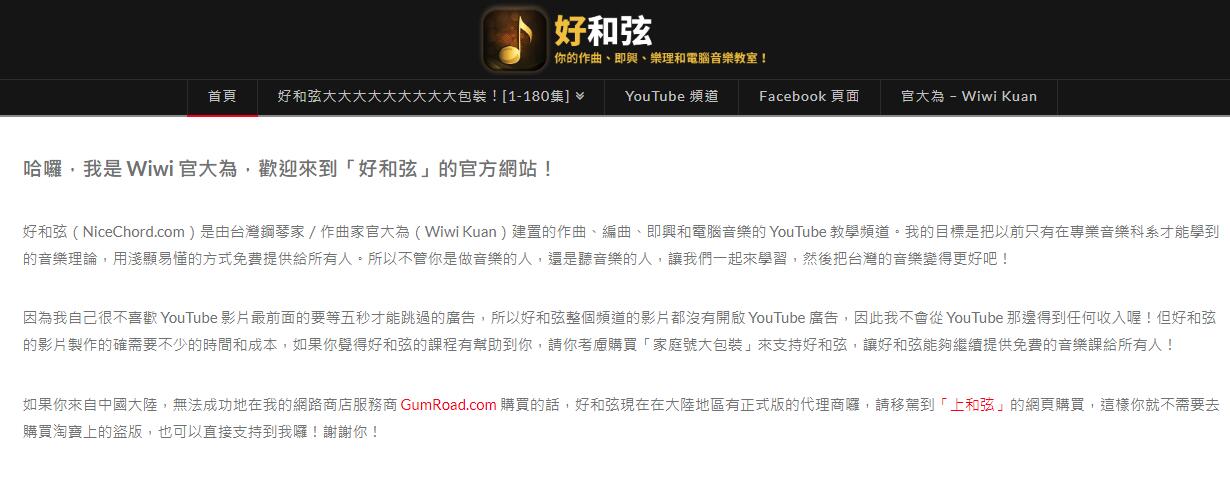 好和弦
你的作曲、即興、樂理和電腦音樂教室！
首頁
好和弦大大大大大大大大大包裝！[1-180集]
YouTube 頻道
Facebook 頁面
官大為 – Wiwi Kuan
哈囉，我是 Wiwi 官大為，歡迎來到「好和弦」的官方網站！
好和弦（NiceChord.com）是由台灣鋼琴家 / 作曲家官大為（Wiwi Kuan）建置的作曲、編曲、即興和電腦音樂的 YouTube 教學頻道。我的目標是把以前只有在專業音樂科系才能學到
的音樂理論，用淺顯易懂的方式免費提供給所有人。所以不管你是做音樂的人，還是聽音樂的人，讓我們一起來學習，然後把台灣的音樂變得更好吧！
因為我自己很不喜歡 YouTube 影片最前面的要等五秒才能跳過的廣告，所以好和弦整個頻道的影片都沒有開啟 YouTube 廣告，因此我不會從 YouTube 那邊得到任何收入喔！但好和弦
的影片製作的確需要不少的時間和成本，如果你覺得好和弦的課程有幫助到你，請你考慮購買「家庭號大包裝」來支持好和弦，讓好和弦能夠繼續提供免費的音樂課給所有人！
如果你來自中國大陸，無法成功地在我的網路商店服務商 GumRoad.com 購買的話，好和弦現在在大陸地區有正式版的代理商囉，請移駕到「上和弦」的網頁購買，這樣你就不需要去
購買淘寶上的盜版，也可以直接支持到我囉！謝謝你！